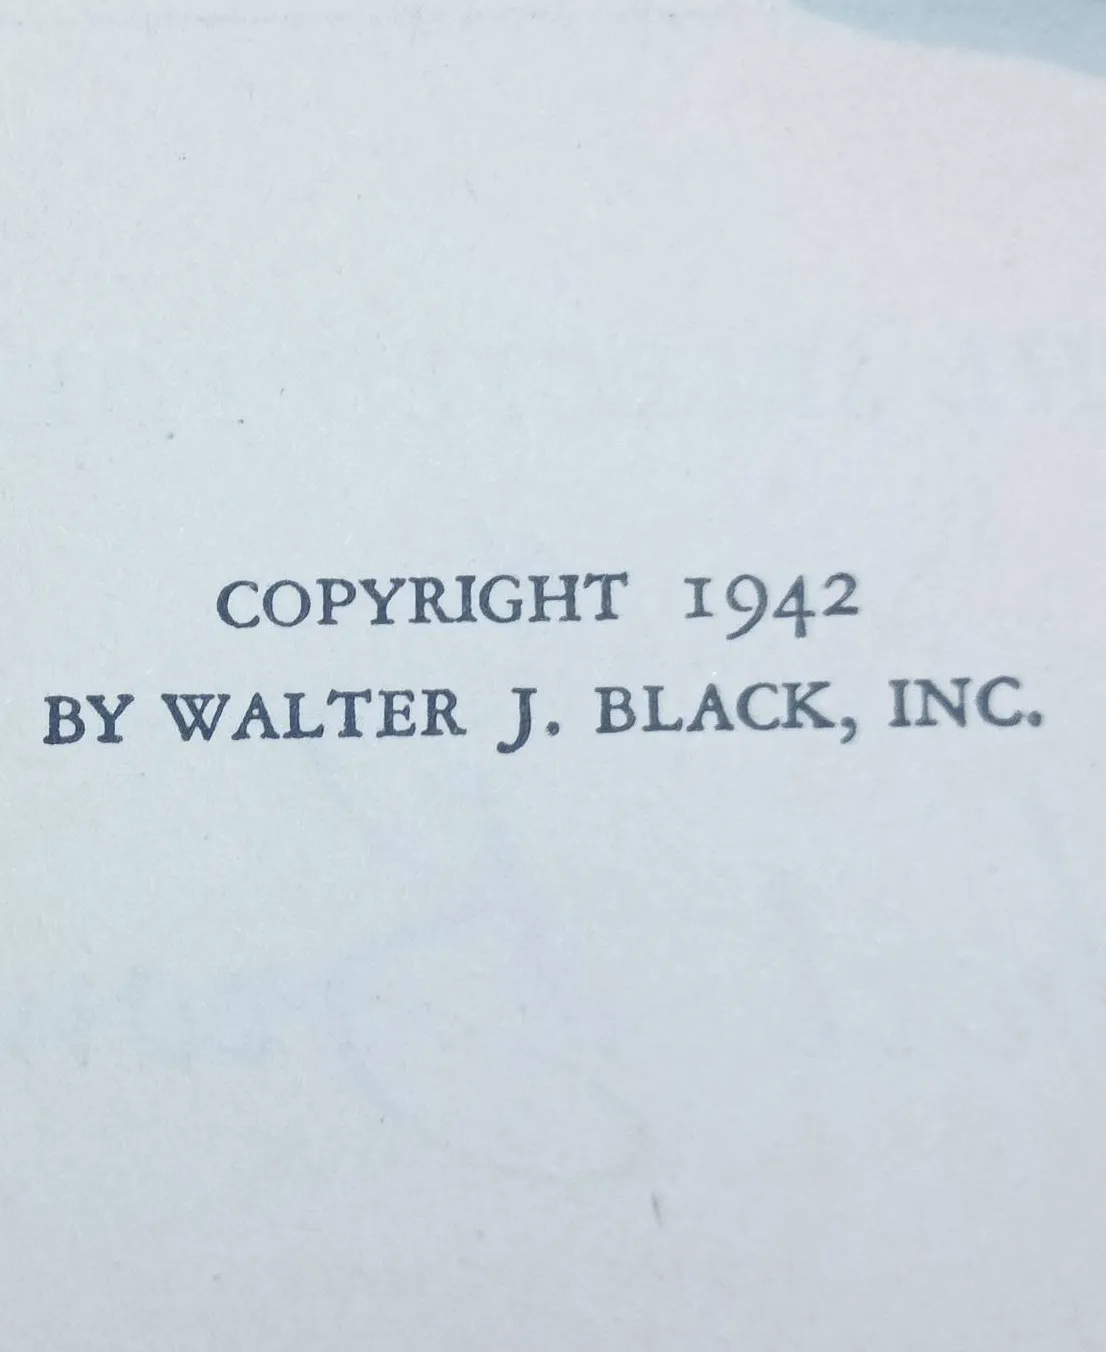 COPYRIGHT 1942
BY WALTER J. BLACK, INC.